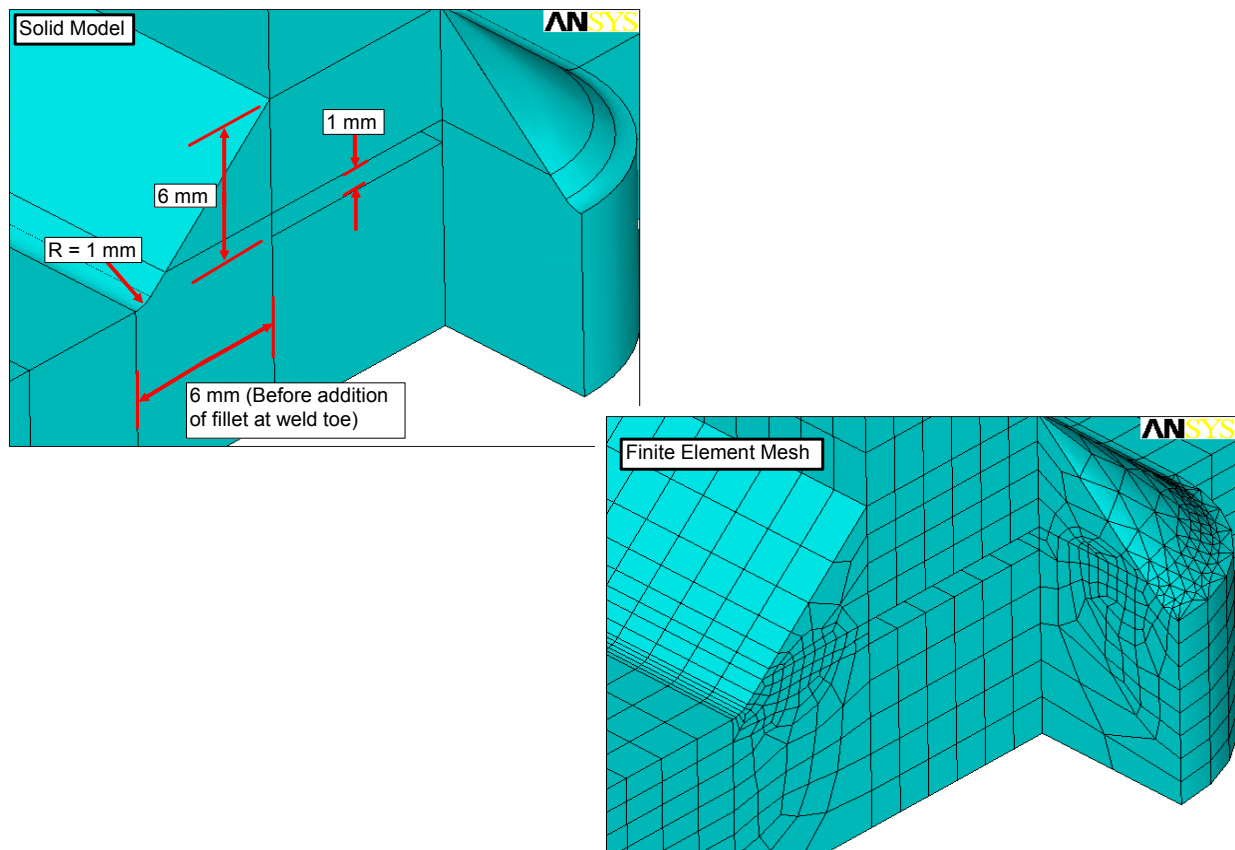 Solid Model
ANSYS
1 mm
6 mm
R = 1 mm
6 mm (Before addition
of fillet at weld toe)
ANSYS
Finite Element Mesh